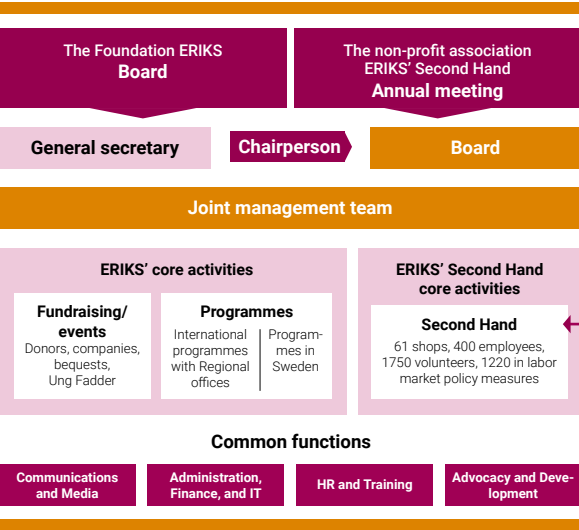 The Foundation ERIKS
Board
The non-profit association
ERIKS’ Second Hand
Annual meeting
General secretary
Chairperson
Board
Joint management team
ERIKS’ core activities
Fundraising/
events
Donors, companies,
bequests,
Ung Fadder
Programmes
International
programmes
with Regional
offices
Program-
mes in
Sweden
ERIKS’ Second Hand
core activities
Second Hand
61 shops, 400 employees,
1750 volunteers, 1220 in labor
market policy measures
Common functions
Communications
and Media
Administration,
Finance, and IT
HR and Training
Advocacy and Deve-
lopment